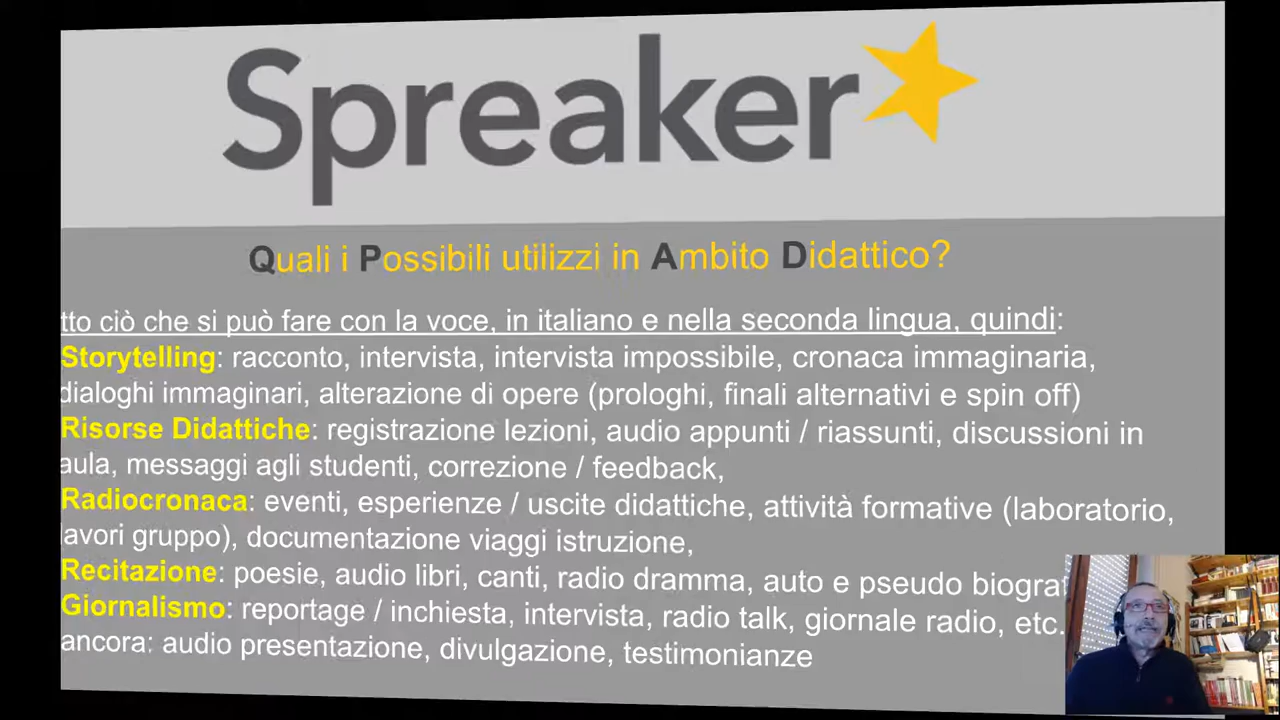 Spreaker
Quali i Possibili utilizzi in Ambito Didattico?
tto ciò che si può fare con la voce, in italiano e nella seconda lingua, quindi:
Storytelling: racconto, intervista, intervista impossibile, cronaca immaginaria,
dialoghi immaginari, alterazione di opere (prologhi, finali alternativi e spin off)
Risorse Didattiche: registrazione lezioni, audio appunti / riassunti, discussioni in
aula, messaggi agli studenti, correzione / feedback,
Radiocronaca: eventi, esperienze / uscite didattiche, attività formative (laboratorio,
lavori gruppo), documentazione viaggi istruzione,
Recitazione: poesie, audio libri, canti, radio dramma, auto e pseudo biograf
Giornalismo: reportage / inchiesta, intervista, radio talk, giornale radio, etc.
ancora: audio presentazione, divulgazione, testimonianze